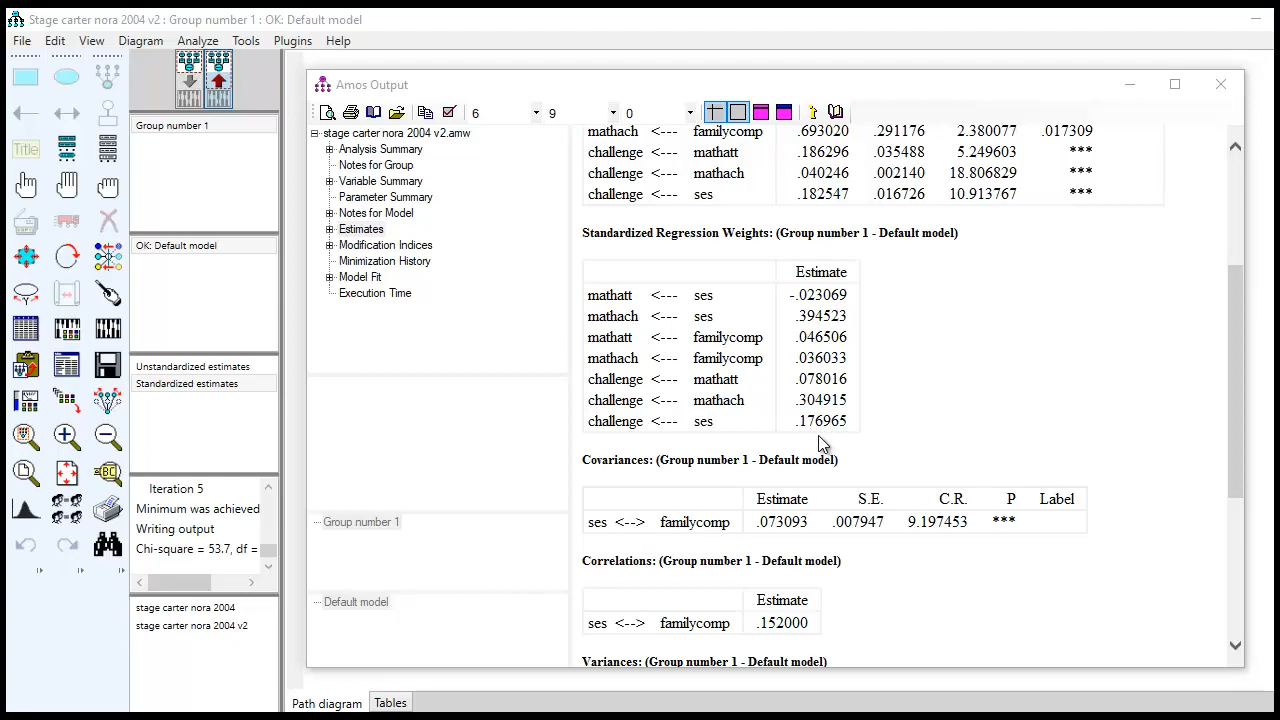 Stage carter nora 2004 v2 : Group number 1 : OK: Default model
File Edit View Diagram Analyze Tools Plugins Help
Title
Group number 1
OK: Default model
Unstandardized estimates
Standardized estimates
Iteration 5
Minimum was achieved
Writing output
Chi-square = 53.7, df =
stage carter nora 2004
stage carter nora 2004 v2
Amos Output
6 9 0
stage carter nora 2004 v2.amw
Analysis Summary
Notes for Group
Variable Summary
Parameter Summary
Notes for Model
Estimates
Modification Indices
Minimization History
Model Fit
Execution Time
Group number 1
Default model
mathach <--- familycomp .693020 .291176 2.380077 .017309
challenge <--- mathatt .186296 .035488 5.249603 ***
challenge <--- mathach .040246 .002140 18.806829 ***
challenge <--- ses .182547 .016726 10.913767 ***
Standardized Regression Weights: (Group number 1 - Default model)
Estimate
mathatt <--- ses -.023069
mathach <--- ses .394523
mathatt <--- familycomp .046506
mathach <--- familycomp .036033
challenge <--- mathatt .078016
challenge <--- mathach .304915
challenge <--- ses .176965
Covariances: (Group number 1 - Default model)
Estimate S.E. C.R. P Label
ses <--> familycomp .073093 .007947 9.197453 ***
Correlations: (Group number 1 - Default model)
Estimate
ses <--> familycomp .152000
Variances: (Group number 1 - Default model)
Path diagram Tables